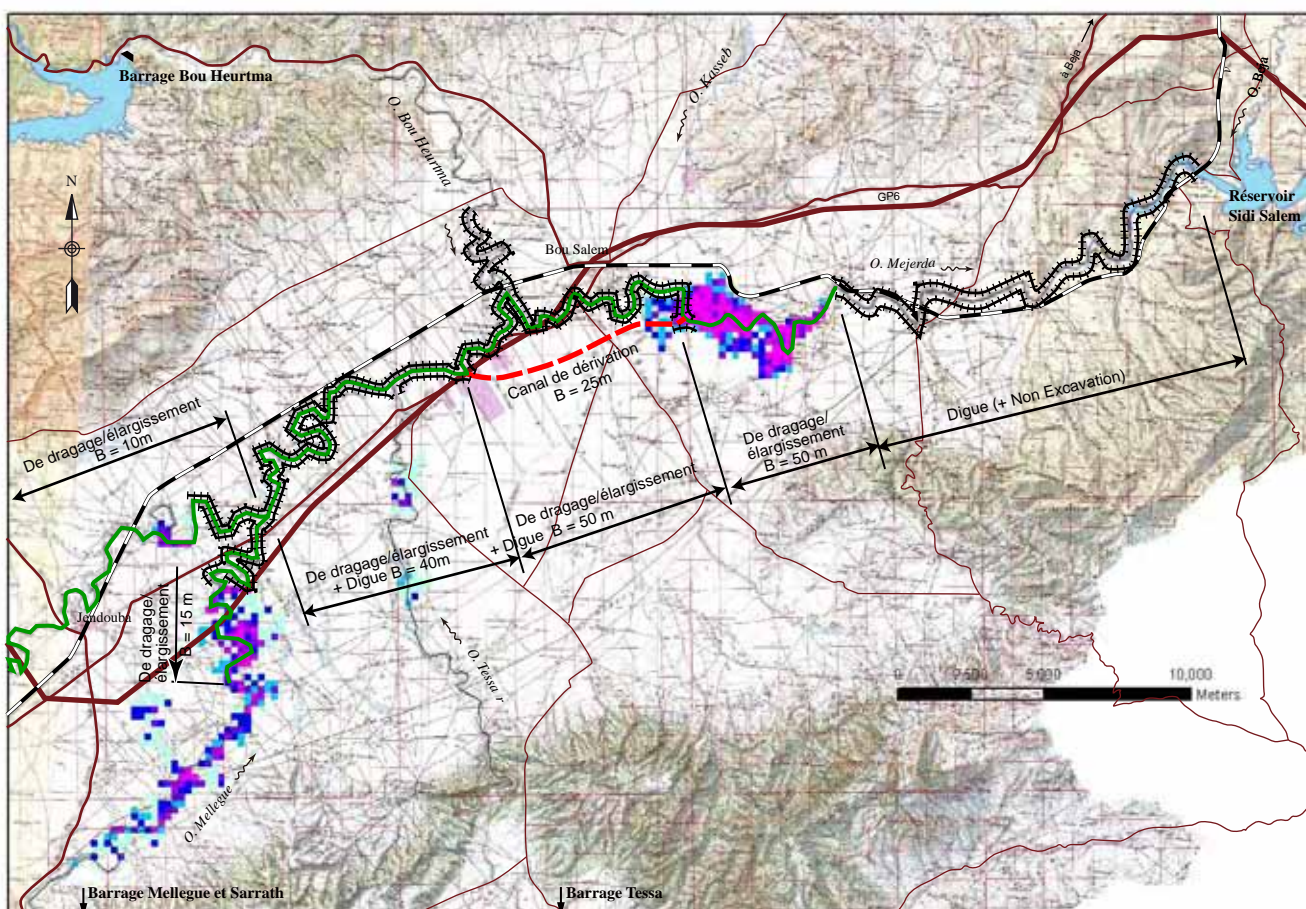 Barrage Bou Heurtma
O. Bou Heurtma
O. Kasseb
à Beja
O. Beja
N
GP6
Réservoir
Sidi Salem
Bou Salem
O. Mejerda
Canal de dérivation
B = 25m
Digue (+ Non Excavation)
De dragage/élargissement
B = 10m
De dragage/
élargissement
B = 50 m
De dragage/élargissement
+ Digue B = 50 m
De dragage/élargissement
+ Digue B = 40m
Jendouba
De dragage/
élargissement
B = 15 m
O. Tessa r
0 2,500 5,000 10,000
Meters
O. Mellegue
Barrage Mellegue et Sarrath
Barrage Tessa